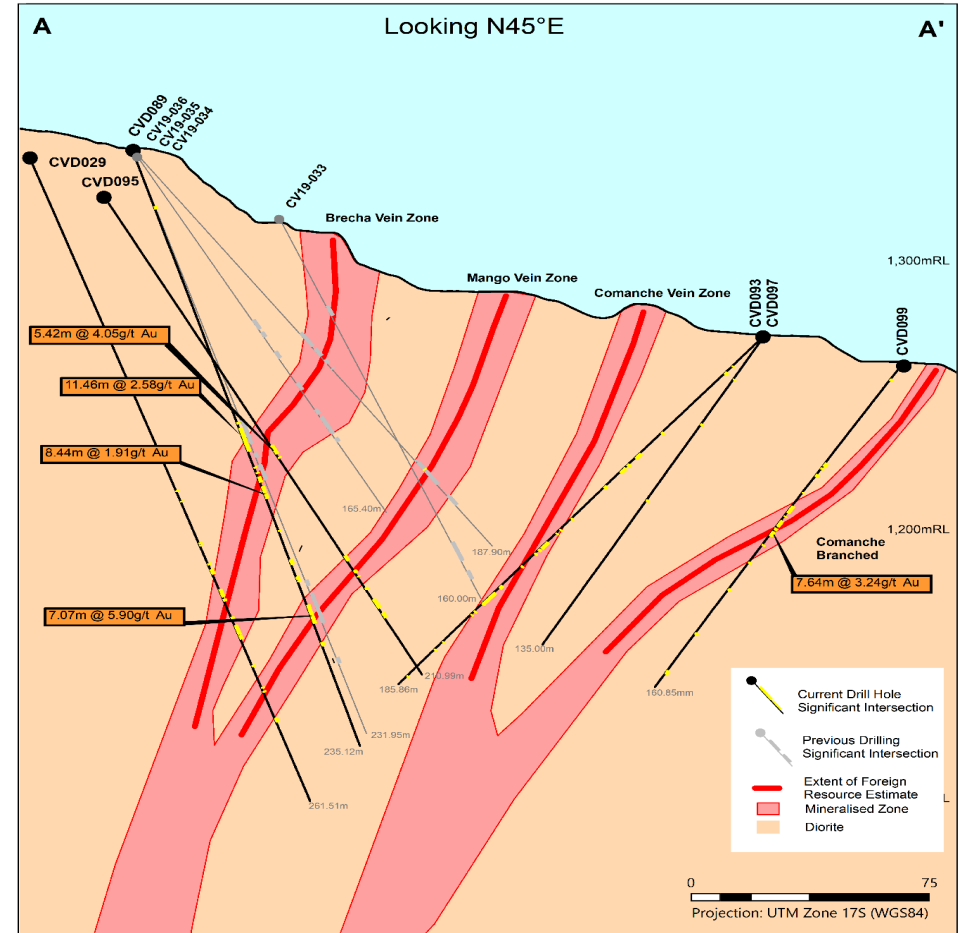 A
Looking N45°E
A'
CVD089
CV19-036
CV19-035
CV19-034
CVD029
CVD095
CV19-033
Brecha Vein Zone
Mango Vein Zone
Comanche Vein Zone
1,300mRL
CVD093
CVD097
CVD099
5.42m @ 4.05g/t Au
11.46m @ 2.58g/t Au
8.44m @ 1.91g/t Au
165.40m
187.90m
1,200mRL
Comanche
Branched
7.64m @ 3.24g/t Au
160.00m
7.07m @ 5.90g/t Au
135.00m
210.99m
185.86m
160.85mm
231.95m
235.12m
261.51m
Current Drill Hole
Significant Intersection
Previous Drilling
Significant Intersection
Extent of Foreign
Resource Estimate
Mineralised Zone
Diorite
0
75
Projection: UTM Zone 17S (WGS84)